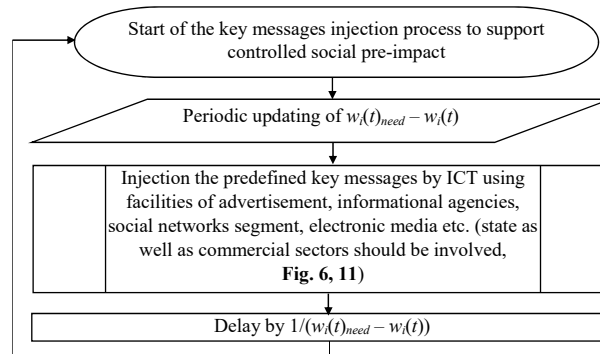 Start of the key messages injection process to support
controlled social pre-impact
Periodic updating of wᵢ(t)need – wᵢ(t)
Injection the predefined key messages by ICT using
facilities of advertisement, informational agencies,
social networks segment, electronic media etc. (state
as well as commercial sectors should be involved,
Fig. 6, 11)
Delay by 1/(wᵢ(t)need – wᵢ(t))